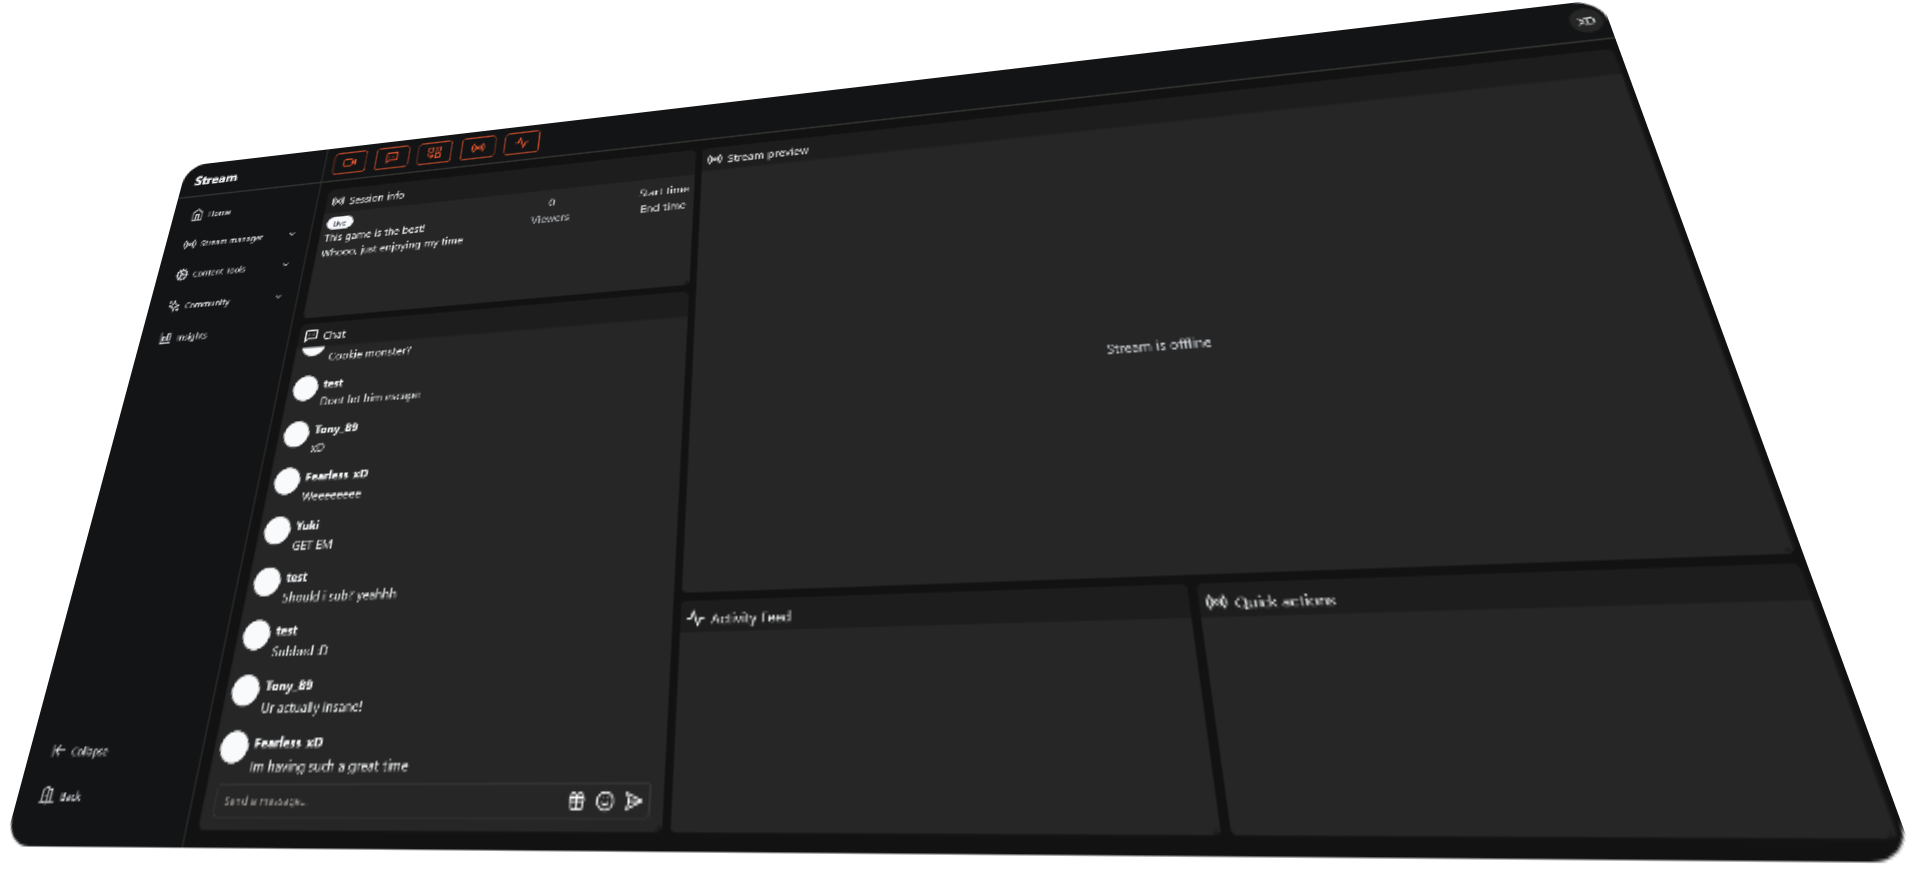 xD
Stream
Home
Stream manager
Content Tools
Community
Insights
Collapse
Back
Session info
Live
This game is the best!
Whooo, just enjoying my time
0
Viewers
Start time
End time
Chat
Cookie monster?
test
Dont let him escape
Tony_89
xD
Fearless_xD
Weeeeeeee
Yuki
GET EM
test
Should i sub? yeahhh
test
:D
Tony_89
Ur actually insane!
Fearless_xD
Im having such a great time
Send a message...
Stream preview
Stream is offline
Activity Feed
Quick actions